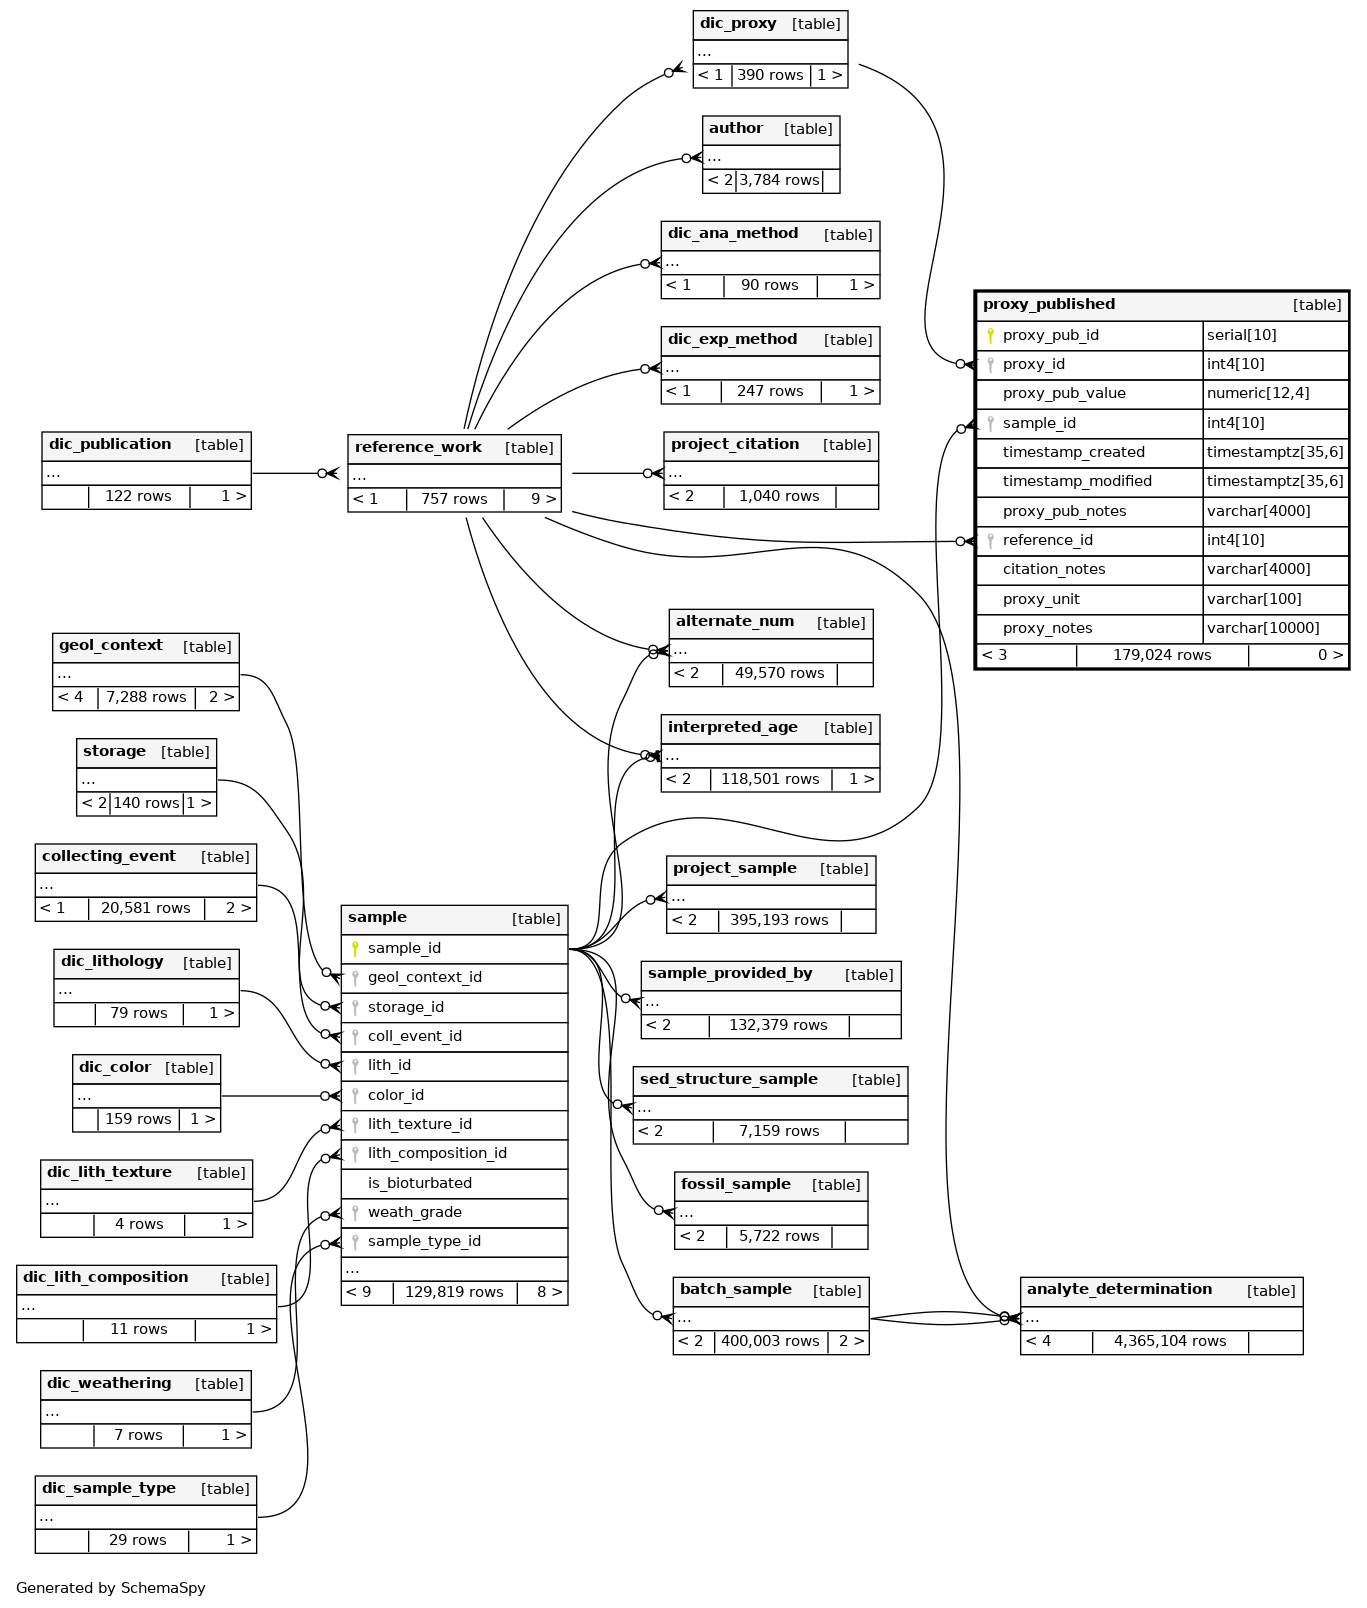 dic_proxy [table]
...
< 1 390 rows 1 >
author [table]
...
< 2 3,784 rows
dic_ana_method [table]
...
< 1 90 rows 1 >
dic_exp_method [table]
...
< 1 247 rows 1 >
proxy_published [table]
proxy_pub_id serial[10]
proxy_id int4[10]
proxy_pub_value numeric[12,4]
sample_id int4[10]
timestamp_created timestamptz[35,6]
timestamp_modified timestamptz[35,6]
proxy_pub_notes varchar[4000]
reference_id int4[10]
citation_notes varchar[4000]
proxy_unit varchar[100]
proxy_notes varchar[10000]
< 3 179,024 rows 0 >
dic_publication [table]
...
122 rows 1 >
reference_work [table]
...
< 1 757 rows 9 >
project_citation [table]
...
< 2 1,040 rows
alternate_num [table]
...
< 2 49,570 rows
interpreted_age [table]
...
< 2 118,501 rows 1 >
geol_context [table]
...
< 4 7,288 rows 2 >
storage [table]
...
< 2 140 rows 1 >
collecting_event [table]
...
< 1 20,581 rows 2 >
dic_lithology [table]
...
79 rows 1 >
dic_color [table]
...
159 rows 1 >
dic_lith_texture [table]
...
4 rows 1 >
dic_lith_composition [table]
...
11 rows 1 >
dic_weathering [table]
...
7 rows 1 >
dic_sample_type [table]
...
29 rows 1 >
sample [table]
sample_id
geol_context_id
storage_id
coll_event_id
lith_id
color_id
lith_texture_id
lith_composition_id
is_bioturbated
weath_grade
sample_type_id
...
< 9 129,819 rows 8 >
project_sample [table]
...
< 2 395,193 rows
sample_provided_by [table]
...
< 2 132,379 rows
sed_structure_sample [table]
...
< 2 7,159 rows
fossil_sample [table]
...
< 2 5,722 rows
batch_sample [table]
...
< 2 400,003 rows 2 >
analyte_determination [table]
...
< 4 4,365,104 rows
Generated by SchemaSpy